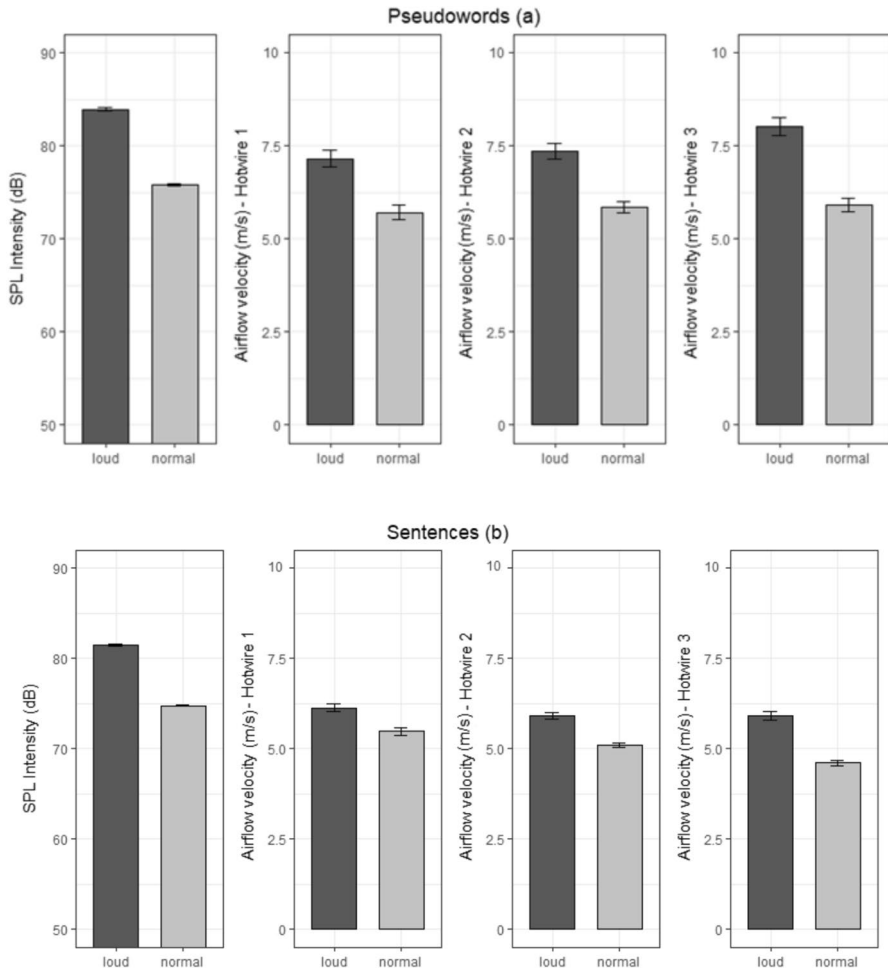 Pseudowords (a)
SPL Intensity (dB)
90
80
70
60
50
loud normal
Airflow velocity (m/s) - Hotwire 1
10
7.5
5.0
2.5
0
loud normal
Airflow velocity (m/s)- Hotwire 2
10
7.5
5.0
2.5
0
loud normal
Airflow velocity(m/s)- Hotwire 3
10
7.5
5.0
2.5
0
loud normal
Sentences (b)
SPL Intensity (dB)
90
80
70
60
50
loud normal
Airflow velocity (m/s) - Hotwire 1
10
7.5
5.0
2.5
0
loud normal
Airflow velocity(m/s) - Hotwire 2
10
7.5
5.0
2.5
0
loud normal
Airflow velocity(m/s) - Hotwire 3
10
7.5
5.0
2.5
0
loud normal